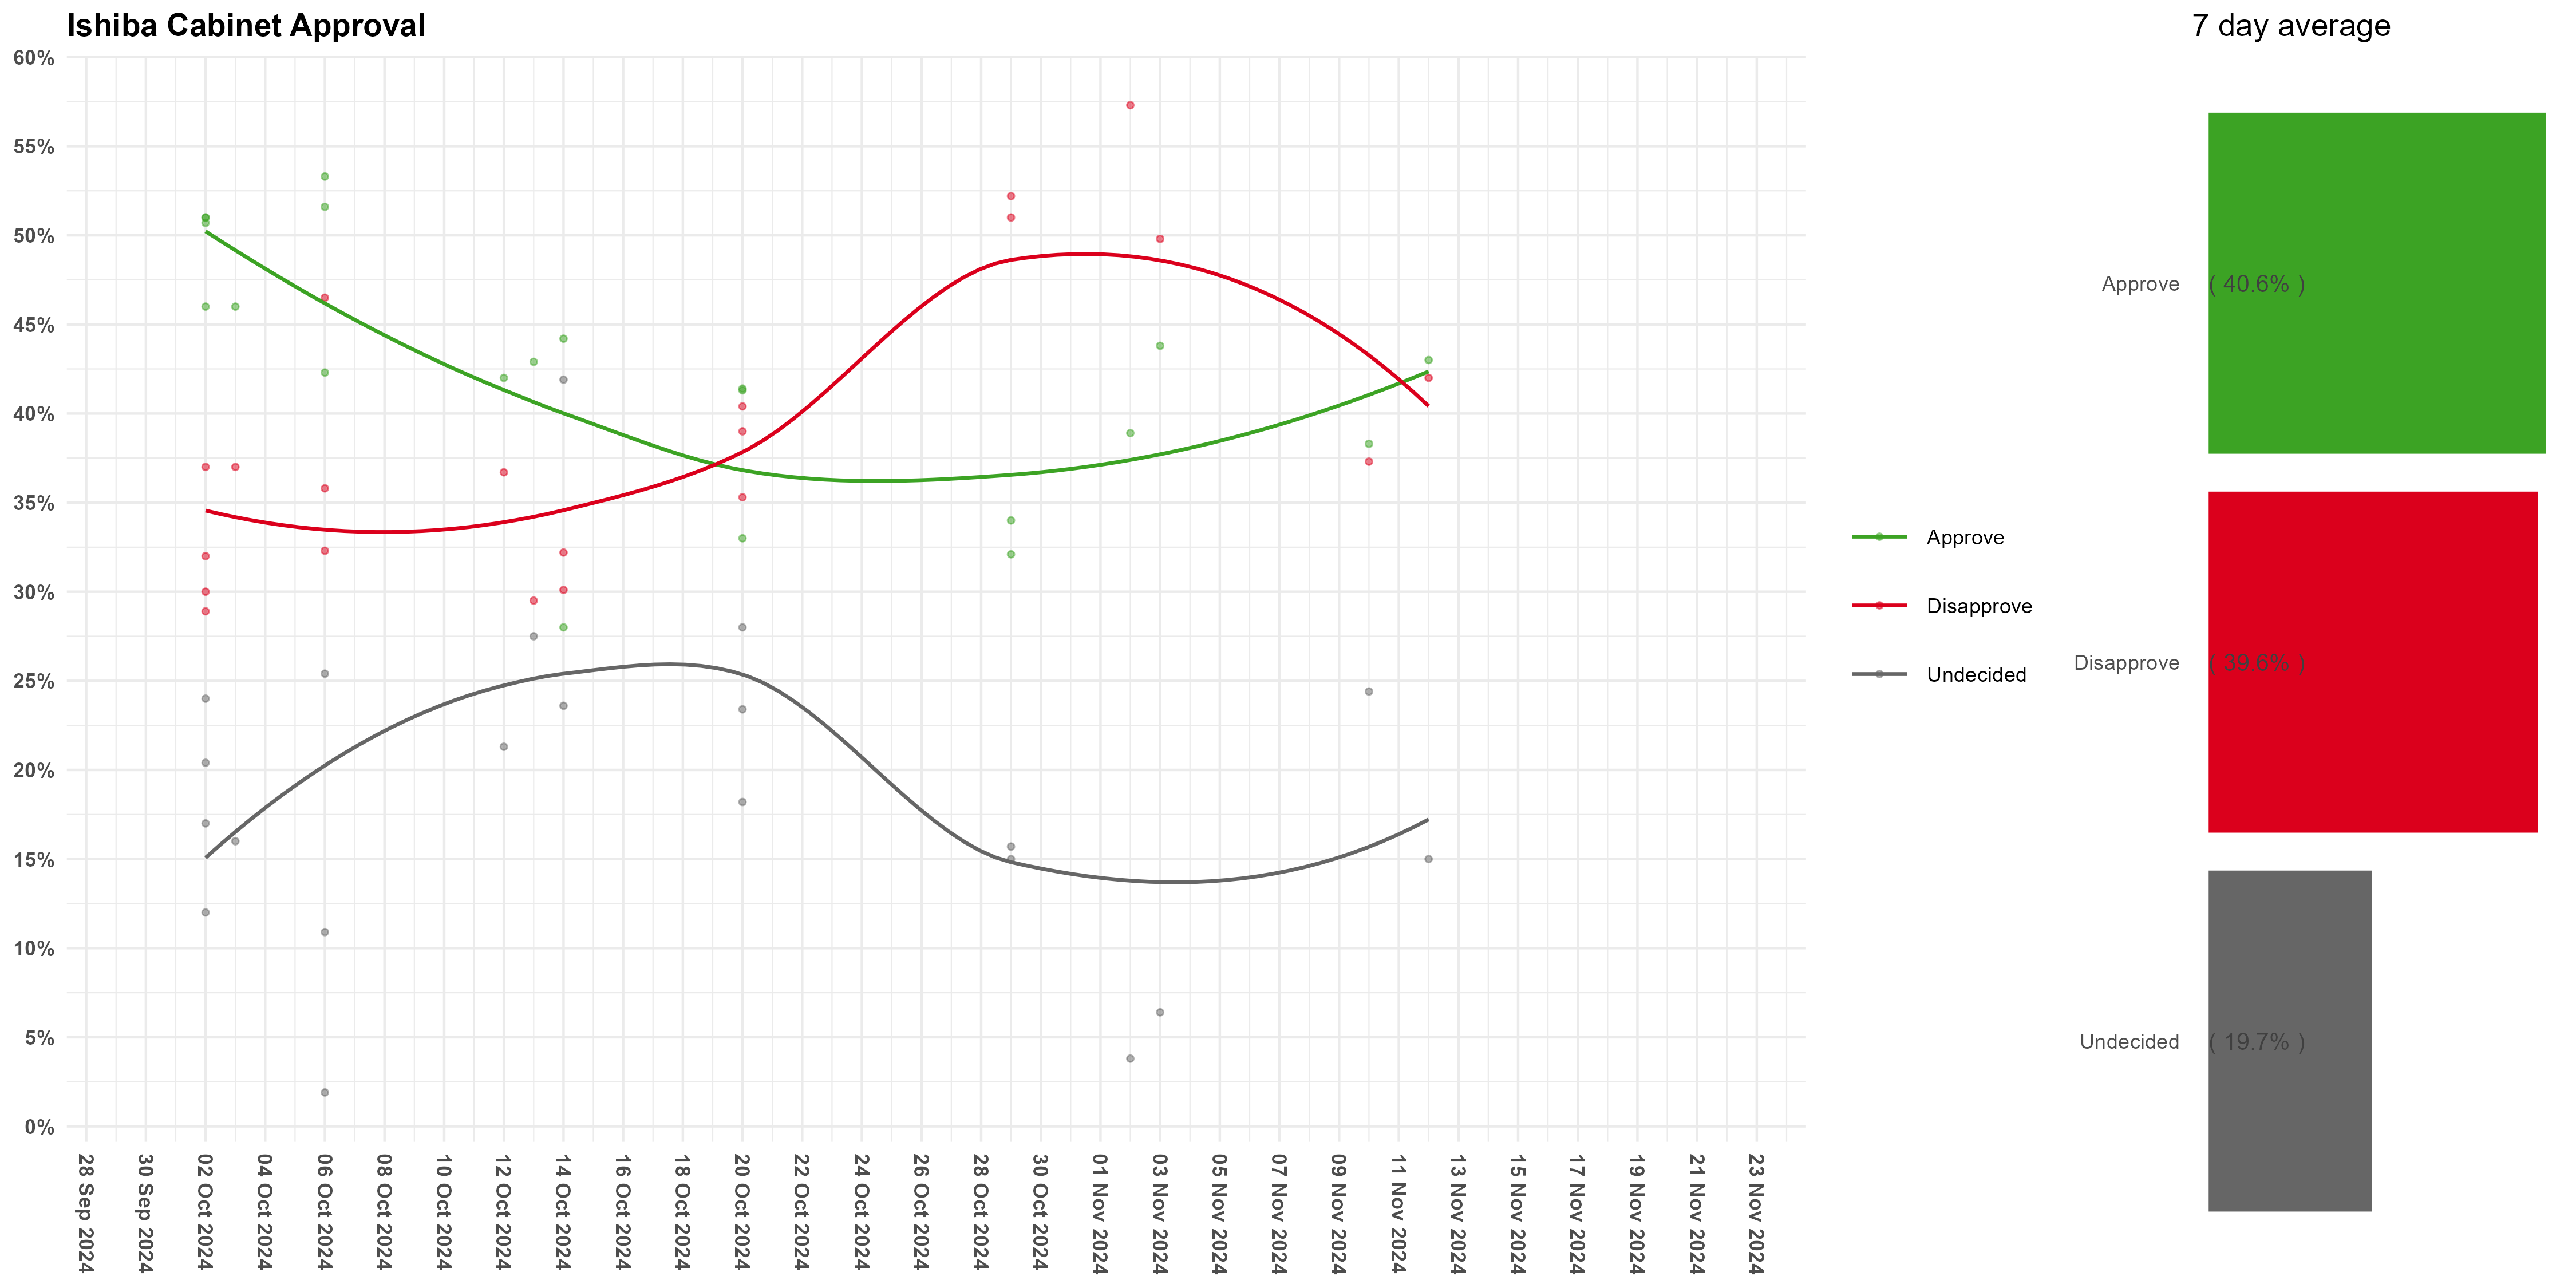 Ishiba Cabinet Approval
7 day average
60%
55%
50%
45%
40%
35%
30%
25%
20%
15%
10%
5%
0%
28 Sep 2024
30 Sep 2024
02 Oct 2024
04 Oct 2024
06 Oct 2024
08 Oct 2024
10 Oct 2024
12 Oct 2024
14 Oct 2024
16 Oct 2024
18 Oct 2024
20 Oct 2024
22 Oct 2024
24 Oct 2024
26 Oct 2024
28 Oct 2024
30 Oct 2024
01 Nov 2024
03 Nov 2024
05 Nov 2024
07 Nov 2024
09 Nov 2024
11 Nov 2024
13 Nov 2024
15 Nov 2024
17 Nov 2024
19 Nov 2024
21 Nov 2024
23 Nov 2024
Approve
Disapprove
Undecided
Approve ( 40.6% )
Disapprove ( 39.6% )
Undecided ( 19.7% )